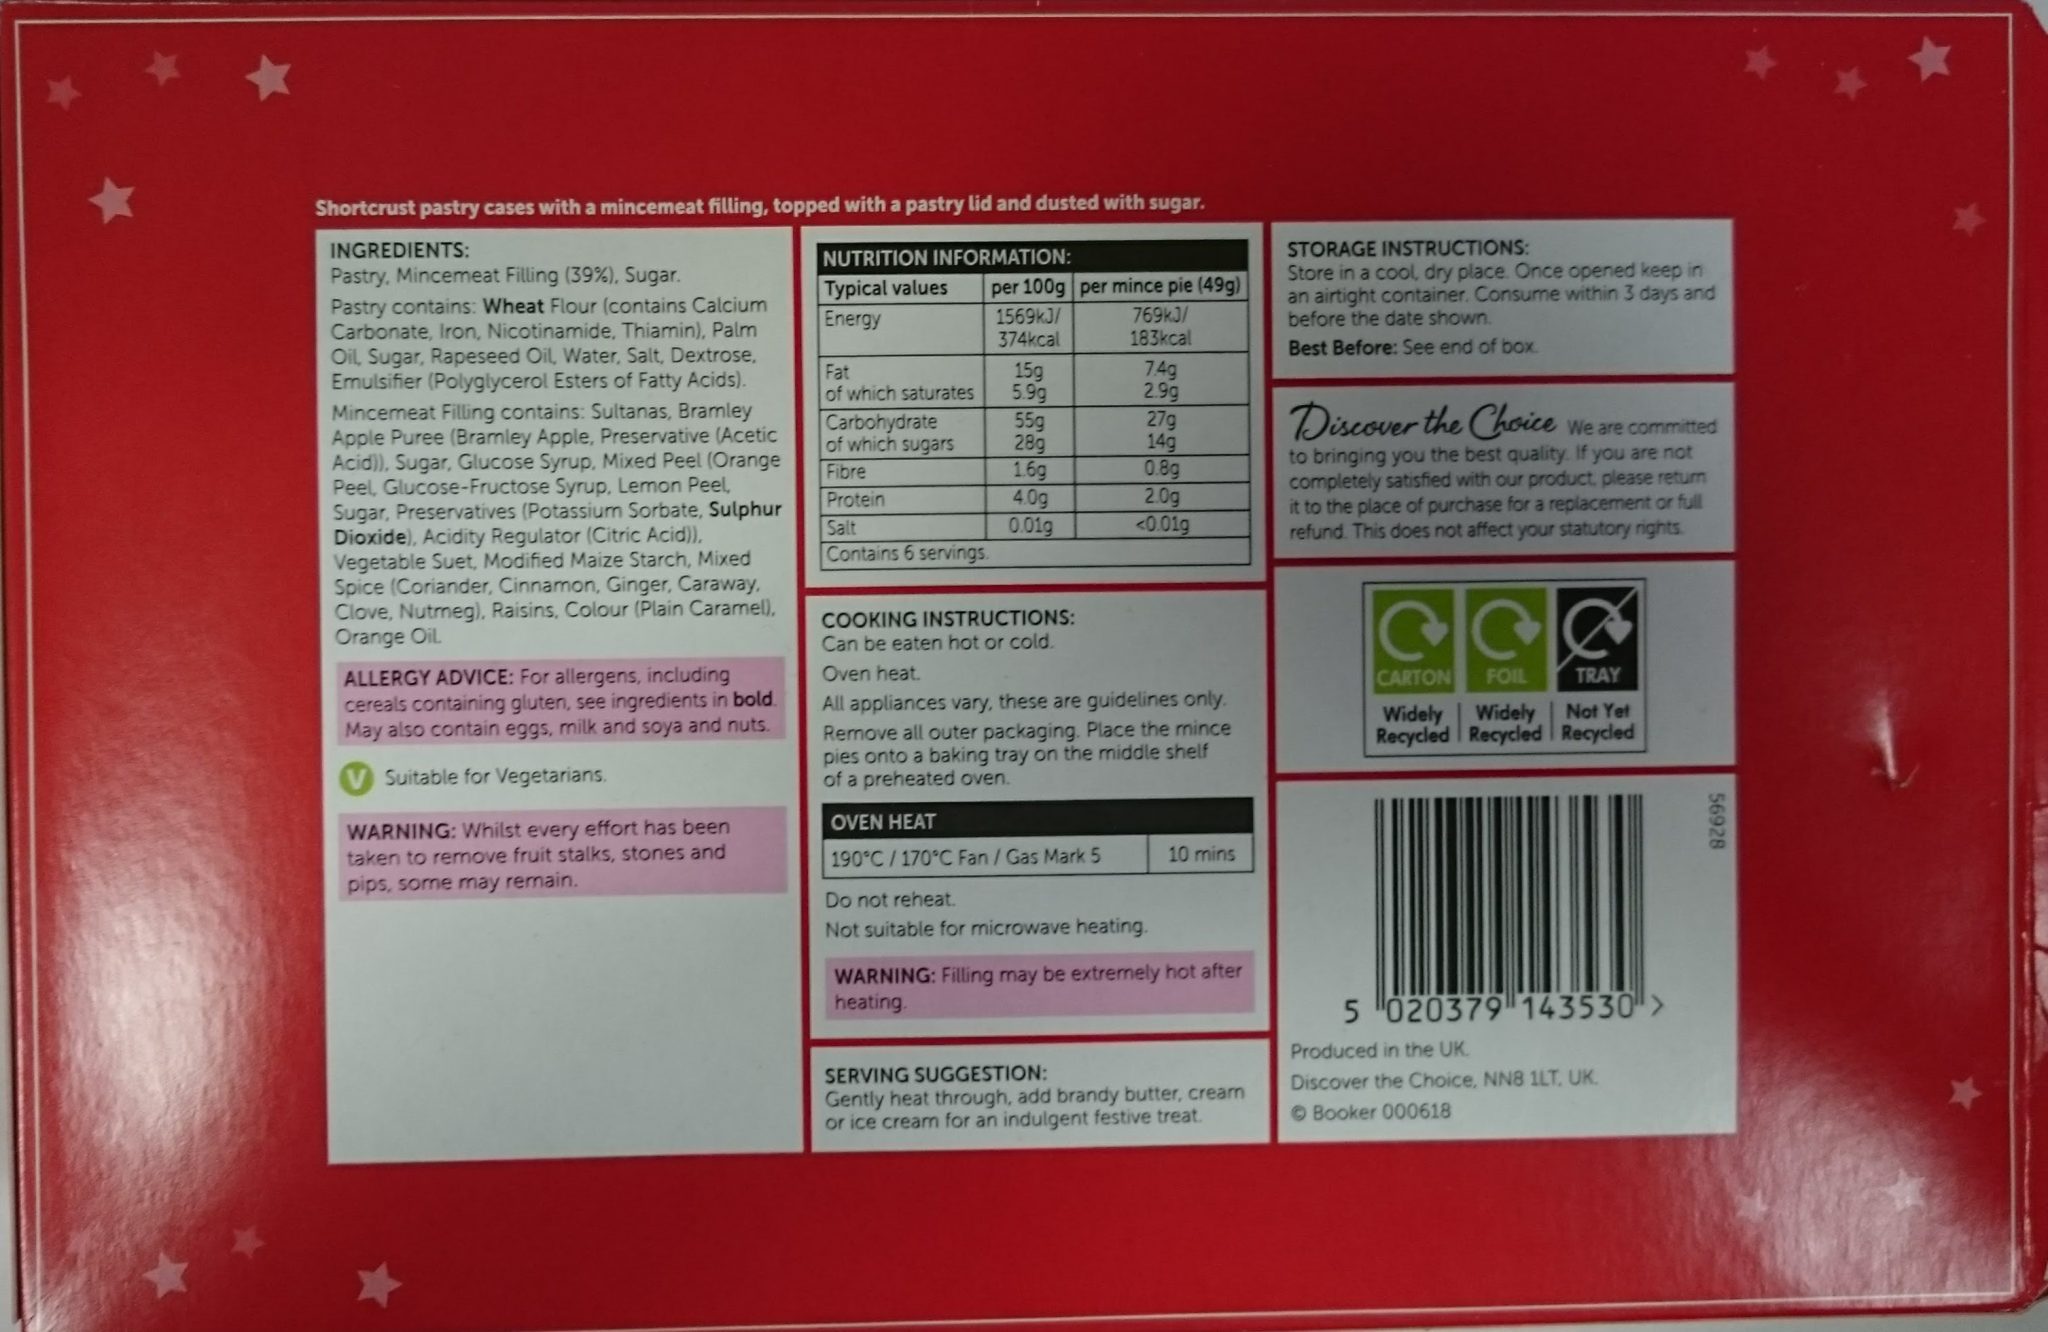 Shortcrust pastry cases with a mincemeat filling, topped with a pastry lid and dusted with sugar.
INGREDIENTS:
Pastry, Mincemeat Filling (39%), Sugar.
Pastry contains: Wheat Flour (contains Calcium
Carbonate, Iron, Nicotinamide, Thiamin), Palm
Oil, Sugar, Rapeseed Oil, Water, Salt, Dextrose,
Emulsifier (Polyglycerol Esters of Fatty Acids).
Mincemeat Filling contains: Sultanas, Bramley
Apple Puree (Bramley Apple, Preservative (Acetic
Acid)), Sugar, Glucose Syrup, Mixed Peel (Orange
Peel, Glucose-Fructose Syrup, Lemon Peel,
Sugar, Preservatives (Potassium Sorbate, Sulphur
Dioxide), Acidity Regulator (Citric Acid)),
Vegetable Suet, Modified Maize Starch, Mixed
Spice (Coriander, Cinnamon, Ginger, Caraway,
Clove, Nutmeg), Raisins, Colour (Plain Caramel),
Orange Oil.
ALLERGY ADVICE: For allergens, including
cereals containing gluten, see ingredients in bold.
May also contain eggs, milk and soya and nuts.
V Suitable for Vegetarians.
WARNING: Whilst every effort has been
taken to remove fruit stalks, stones and
pips, some may remain.
NUTRITION INFORMATION:
Typical values per 100g per mince pie (49g)
Energy 1569kJ/ 769kJ/
374kcal 183kcal
Fat 15g 7.4g
of which saturates 5.9g 2.9g
Carbohydrate 55g 27g
of which sugars 28g 14g
Fibre 1.6g 0.8g
Protein 4.0g 2.0g
Salt 0.01g <0.01g
Contains 6 servings.
COOKING INSTRUCTIONS:
Can be eaten hot or cold.
Oven heat.
All appliances vary, these are guidelines only.
Remove all outer packaging. Place the mince
pies onto a baking tray on the middle shelf
of a preheated oven.
OVEN HEAT
190°C / 170°C Fan / Gas Mark 5 10 mins
Do not reheat.
Not suitable for microwave heating.
WARNING: Filling may be extremely hot after
heating.
SERVING SUGGESTION:
Gently heat through, add brandy butter, cream
or ice cream for an indulgent festive treat.
STORAGE INSTRUCTIONS:
Store in a cool, dry place. Once opened keep in
an airtight container. Consume within 3 days and
before the date shown.
Best Before: See end of box.
Discover the Choice We are committed
to bringing you the best quality. If you are not
completely satisfied with our product, please return
it to the place of purchase for a replacement or full
refund. This does not affect your statutory rights.
CARTON FOIL TRAY
Widely Widely Not Yet
Recycled Recycled Recycled
56928
5 020379 143530 >
Produced in the UK.
Discover the Choice, NN8 1LT, UK.
© Booker 000618